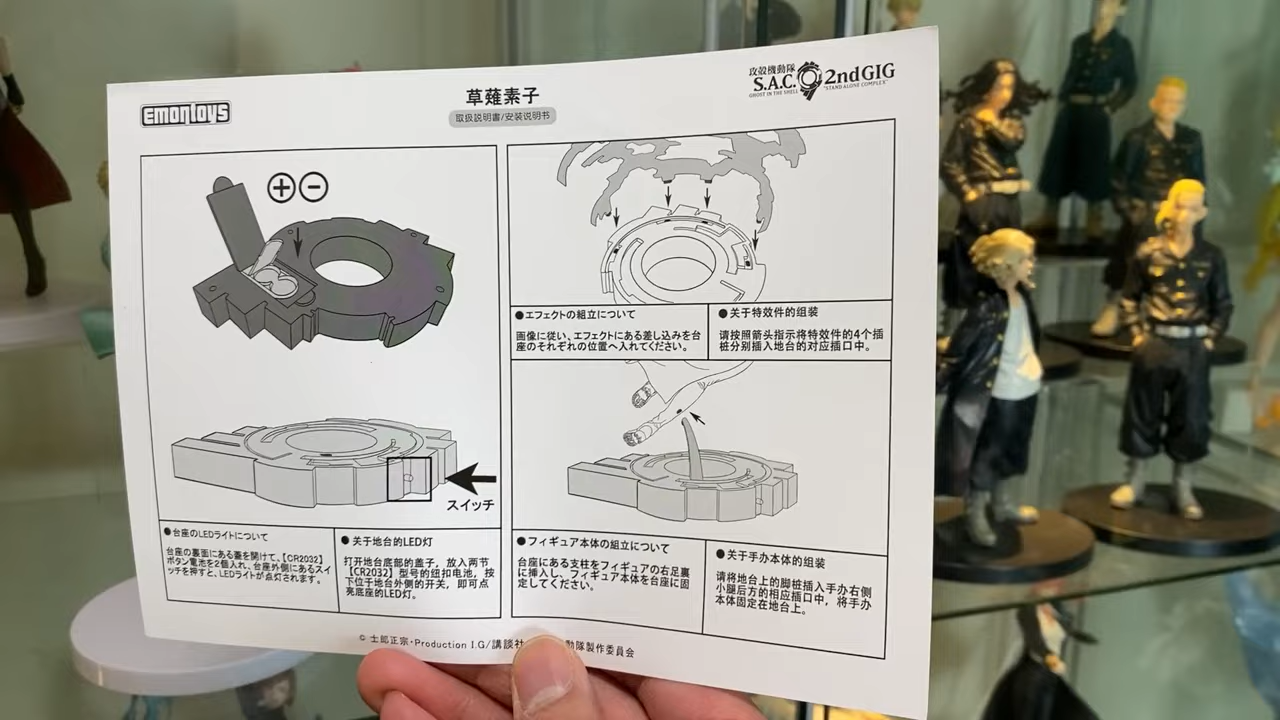 EMONTOYS
草薙素子
取扱説明書/安装说明书
攻殻機動隊
S.A.C. 2ndGIG
GHOST IN THE SHELL "STAND ALONE COMPLEX"
スイッチ
●台座のLEDライトについて
台座の裏面にある蓋を開けて、【CR2032】
ボタン電池を2個入れ、台座外側にあるスイ
ッチを押すと、LEDライトが点灯されます。
●关于地台的LED灯
打开地台底部的盖子，放入两节
【CR2032】型号的纽扣电池，按
下位于地台外侧的开关，即可点
亮底座的LED灯。
●エフェクトの組立について
画像に従い、エフェクトにある差し込みを台
座のそれぞれの位置へ入れてください。
●关于特效件的组装
请按照箭头指示将特效件的4个插
桩分别插入地台的对应插口中。
●フィギュア本体の組立について
台座にある支柱をフィギュアの右足裏
に挿入し、フィギュア本体を台座に固
定してください。
●关于手办本体的组装
请将地台上的脚桩插入手办右侧
小腿后方的相应插口中，将手办
本体固定在地台上。
© 士郎正宗・Production I.G/講談社 動隊製作委員会